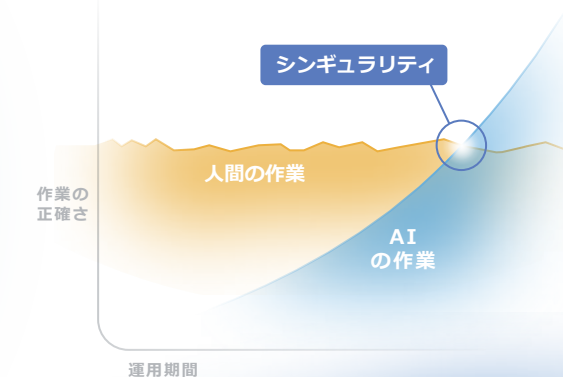 シンギュラリティ
人間の作業
作業の
正確さ
AI
の作業
運用期間